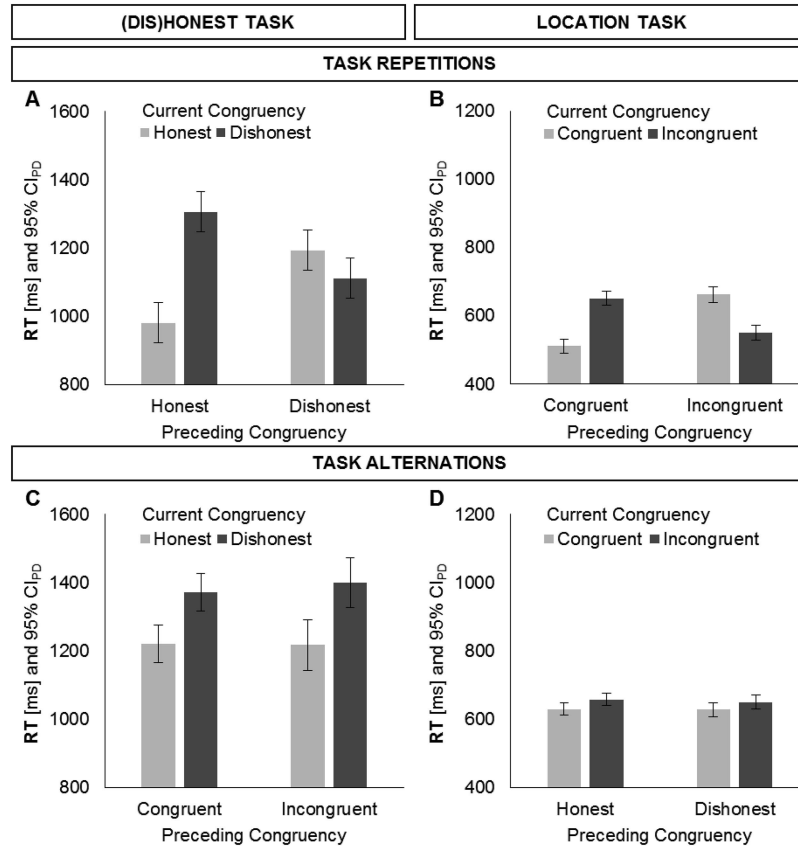 (DIS)HONEST TASK
LOCATION TASK
TASK REPETITIONS
A
Current Congruency
Honest Dishonest
RT [ms] and 95% CIPD
1600
1400
1200
1000
800
Honest Dishonest
Preceding Congruency
B
Current Congruency
Congruent Incongruent
RT [ms] and 95% CIPD
1200
1000
800
600
400
Congruent Incongruent
Preceding Congruency
TASK ALTERNATIONS
C
Current Congruency
Honest Dishonest
RT [ms] and 95% CIPD
1600
1400
1200
1000
800
Congruent Incongruent
Preceding Congruency
D
Current Congruency
Congruent Incongruent
RT [ms] and 95% CIPD
1200
1000
800
600
400
Honest Dishonest
Preceding Congruency